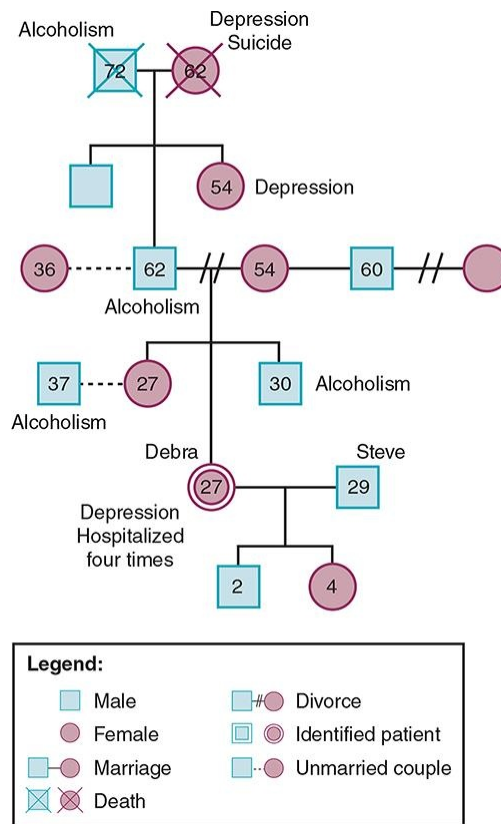 Alcoholism
Depression
Suicide
72
62
54
Depression
36
62
54
60
Alcoholism
37
27
30
Alcoholism
Alcoholism
Debra
Steve
27
29
Depression
Hospitalized
four times
2
4
Legend:
Male
Divorce
Female
Identified patient
Marriage
Unmarried couple
Death